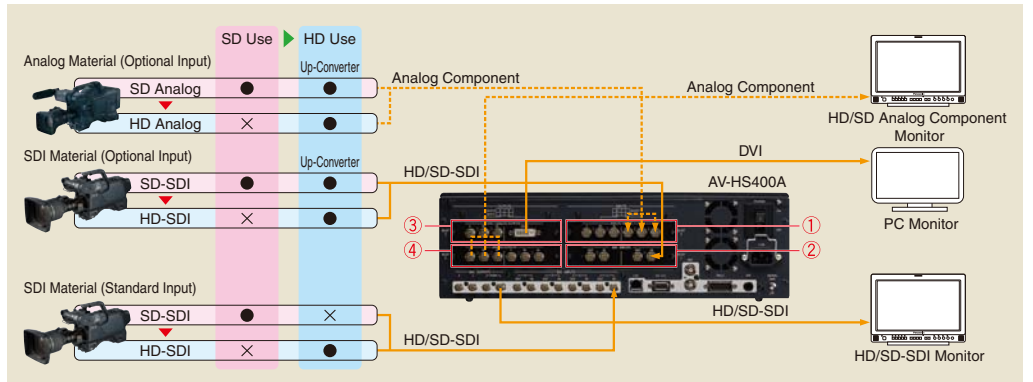 SD Use HD Use
Analog Material (Optional Input)
Up-Converter
SD Analog
HD Analog
Analog Component
Analog Component
HD/SD Analog Component
Monitor
SDI Material (Optional Input)
Up-Converter
SD-SDI
HD-SDI
HD/SD-SDI
DVI
AV-HS400A
PC Monitor
③
①
④
②
SDI Material (Standard Input)
SD-SDI
HD-SDI
HD/SD-SDI
HD/SD-SDI
HD/SD-SDI Monitor